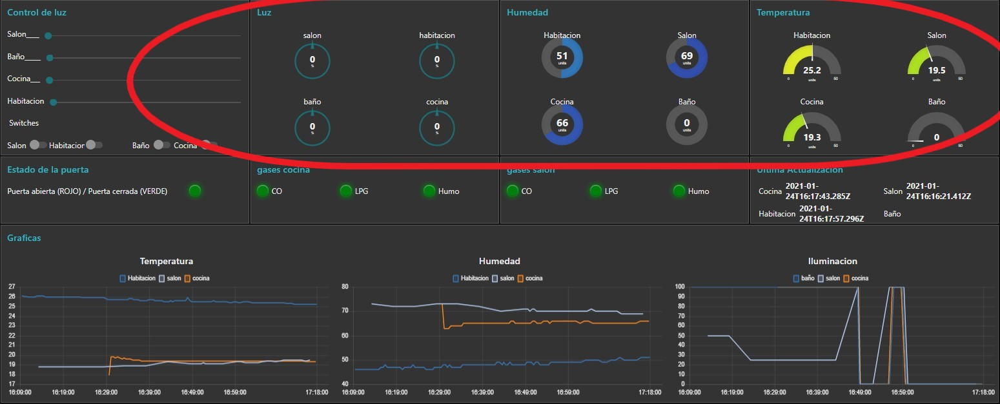 Control de luz
Salon___
Baño____
Cocina__
Habitacion
Switches
Salon Habitacior Baño Cocina
Luz
salon habitacion
0 0
% %
baño cocina
0 0
% %
Humedad
Habitacion Salon
51 69
units units
Cocina Baño
66 0
units units
Temperatura
Habitacion Salon
25.2 19.5
0 units 50 0 units 50
Cocina Baño
19.3 0
0 units 50 0 50
Estado de la puerta
Puerta abierta (ROJO) / Puerta cerrada (VERDE)
gases cocina
CO LPG Humo
gases salon
CO LPG Humo
Ultima Actualización
Cocina 2021-01-
24T16:17:43.285Z
Salon 2021-01-
24T16:16:21.412Z
Habitacion 2021-01-
24T16:17:57.296Z
Baño
Graficas
Temperatura
Habitacion salon cocina
27
26
25
24
23
22
21
20
19
18
17
16:09:00 16:19:00 16:29:00 16:39:00 16:49:00 16:59:00 17:18:00
Humedad
Habitacion salon cocina
80
70
60
50
40
16:09:00 16:19:00 16:29:00 16:39:00 16:49:00 16:59:00 17:18:00
Iluminacion
baño salon cocina
100
90
80
70
60
50
40
30
20
10
0
16:09:00 16:19:00 16:29:00 16:39:00 16:49:00 16:59:00 17:18:00